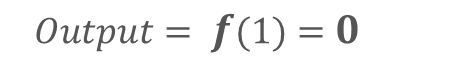 Output = f(1) = 0